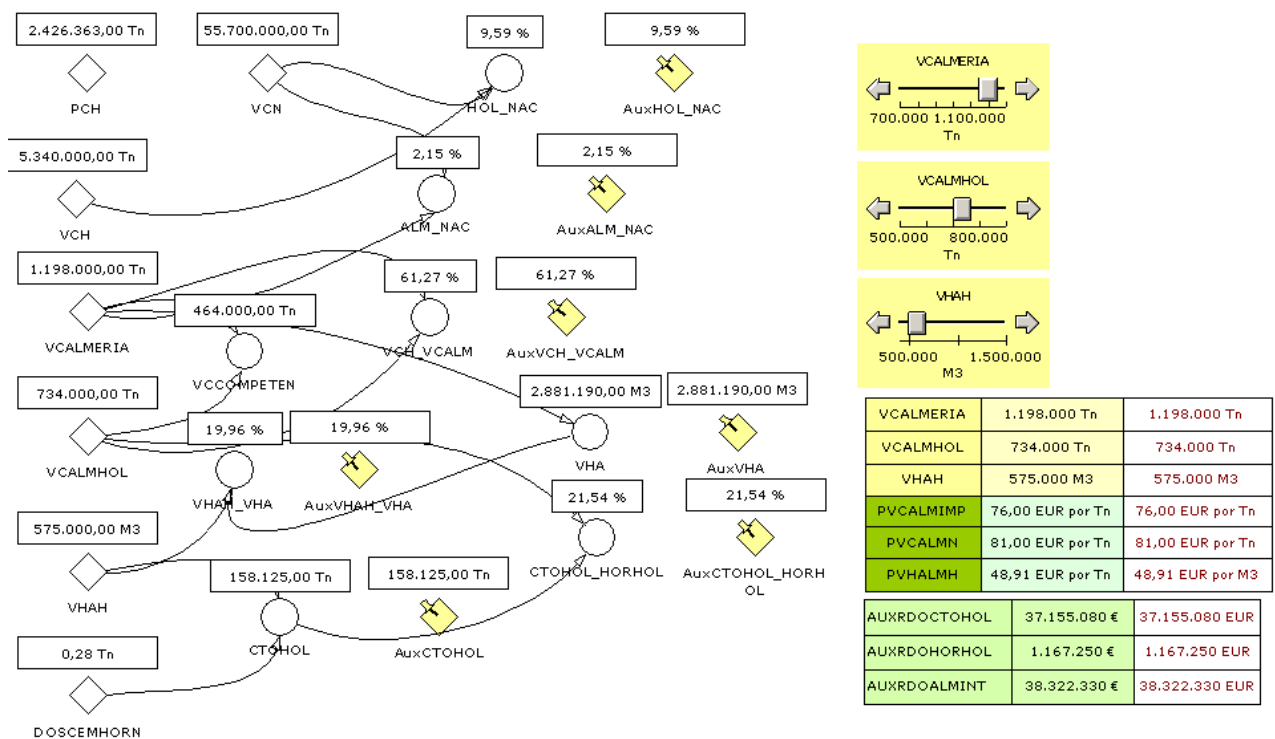 2.426.363,00 Tn
PCH
55.700.000,00 Tn
VCN
9,59 %
HOL_NAC
9,59 %
AuxHOL_NAC
5.340.000,00 Tn
VCH
2,15 %
ALM_NAC
2,15 %
AuxALM_NAC
1.198.000,00 Tn
VCALMERIA
464.000,00 Tn
VCCOMPETEN
61,27 %
VCH_VCALM
61,27 %
AuxVCH_VCALM
734.000,00 Tn
VCALMHOL
19,96 %
VHAH_VHA
19,96 %
AuxVHAH_VHA
2.881.190,00 M3
VHA
2.881.190,00 M3
AuxVHA
575.000,00 M3
VHAH
158.125,00 Tn
CTOHOL
158.125,00 Tn
AuxCTOHOL
21,54 %
CTOHOL_HORHOL
21,54 %
AuxCTOHOL_HORH
OL
0,28 Tn
DOSCEMHORN
VCALMERIA
700.000 1.100.000
Tn
VCALMHOL
500.000 800.000
Tn
VHAH
500.000 1.500.000
M3
VCALMERIA 1.198.000 Tn 1.198.000 Tn
VCALMHOL 734.000 Tn 734.000 Tn
VHAH 575.000 M3 575.000 M3
PVCALMIMP 76,00 EUR por Tn 76,00 EUR por Tn
PVCALMN 81,00 EUR por Tn 81,00 EUR por Tn
PVHALMH 48,91 EUR por Tn 48,91 EUR por M3
AUXRDOCTOHOL 37.155.080 € 37.155.080 EUR
AUXRDOHORHOL 1.167.250 € 1.167.250 EUR
AUXRDOALMINT 38.322.330 € 38.322.330 EUR